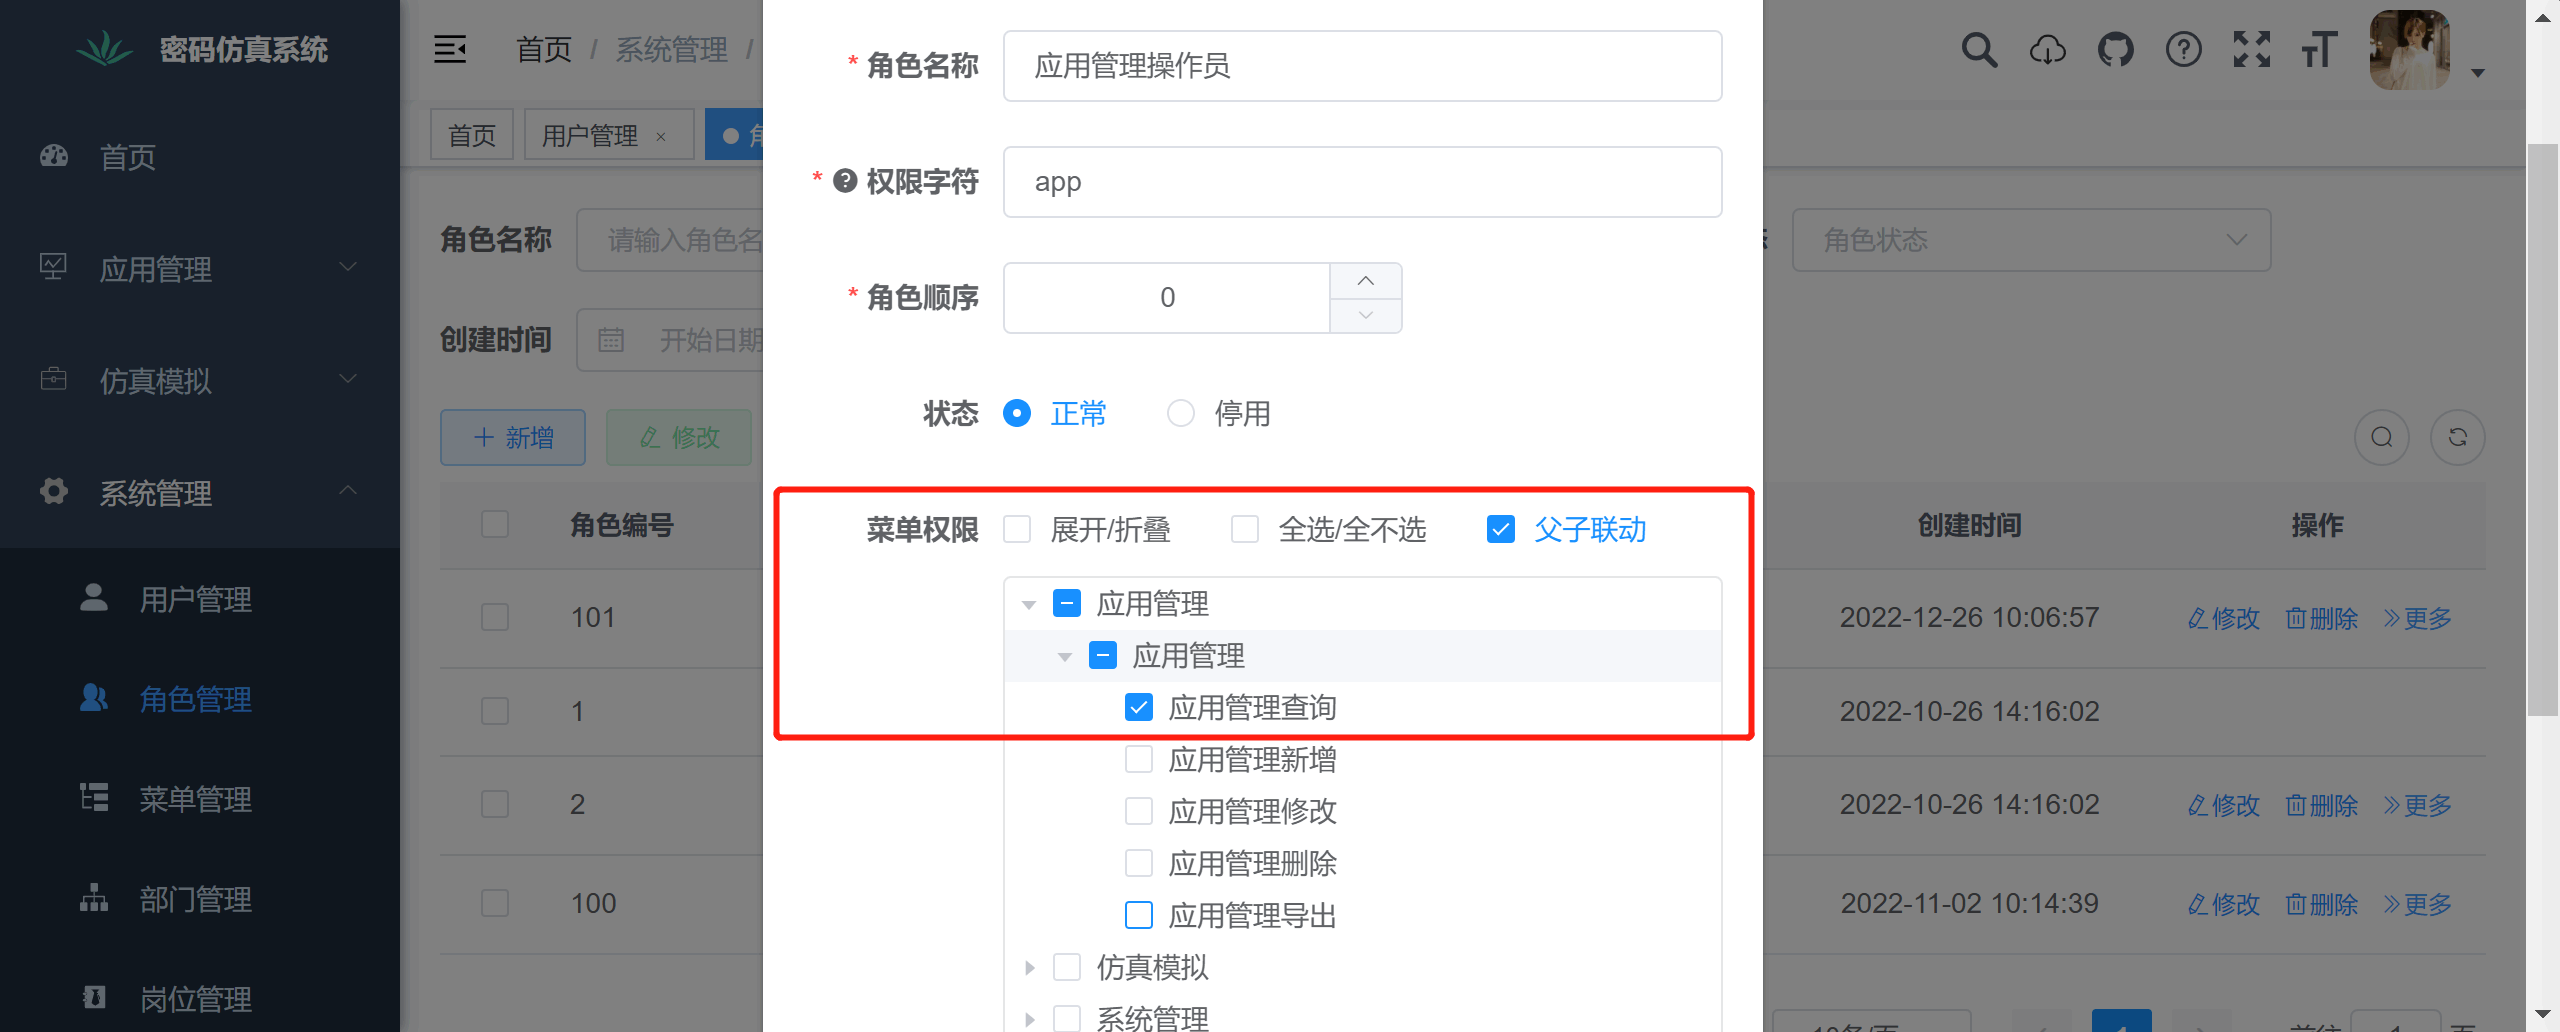 密码仿真系统
首页
应用管理
仿真模拟
系统管理
用户管理
角色管理
菜单管理
部门管理
岗位管理
首页 / 系统管理 /
首页
用户管理 ×
角色名称 请输入角色名
创建时间 开始日期
+ 新增
修改
角色编号
101
1
2
100
* 角色名称 应用管理操作员
* 权限字符 app
* 角色顺序 0
状态 正常 停用
菜单权限 展开/折叠 全选/全不选 父子联动
应用管理
应用管理
应用管理查询
应用管理新增
应用管理修改
应用管理删除
应用管理导出
仿真模拟
系统管理
角色状态
创建时间 操作
2022-12-26 10:06:57 修改 删除 更多
2022-10-26 14:16:02
2022-10-26 14:16:02 修改 删除 更多
2022-11-02 10:14:39 修改 删除 更多